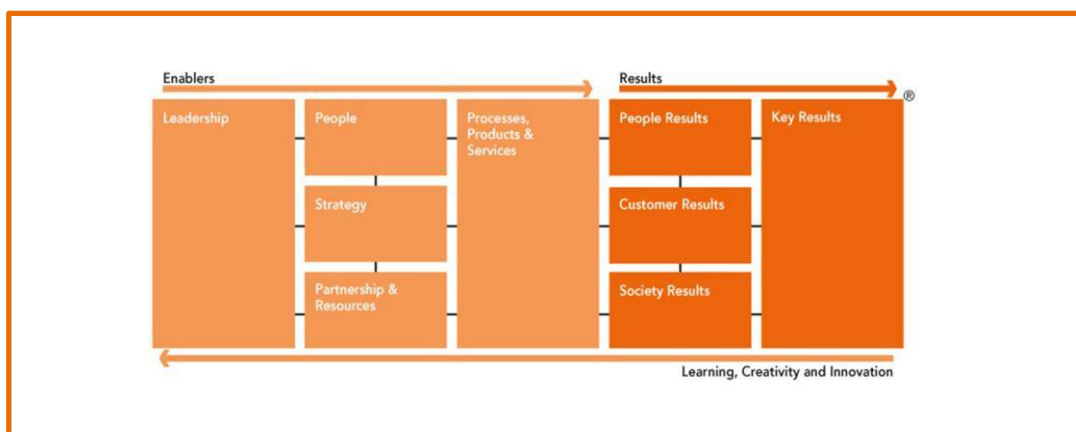 Enablers
Results
®
Leadership
People
Processes,
Products &
Services
People Results
Key Results
Strategy
Customer Results
Partnership &
Resources
Society Results
Learning, Creativity and Innovation